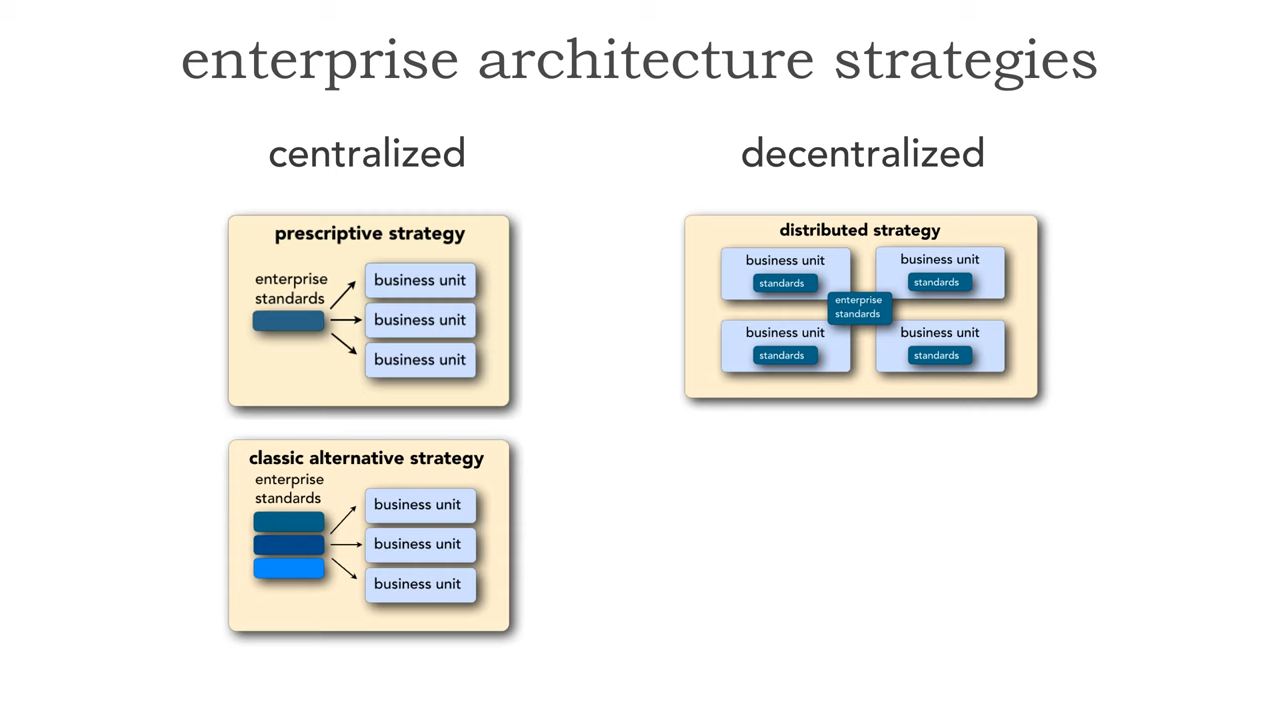 enterprise architecture strategies
centralized
prescriptive strategy
enterprise
standards
business unit
business unit
business unit
classic alternative strategy
enterprise
standards
business unit
business unit
business unit
decentralized
distributed strategy
business unit
standards
business unit
standards
enterprise
standards
business unit
standards
business unit
standards